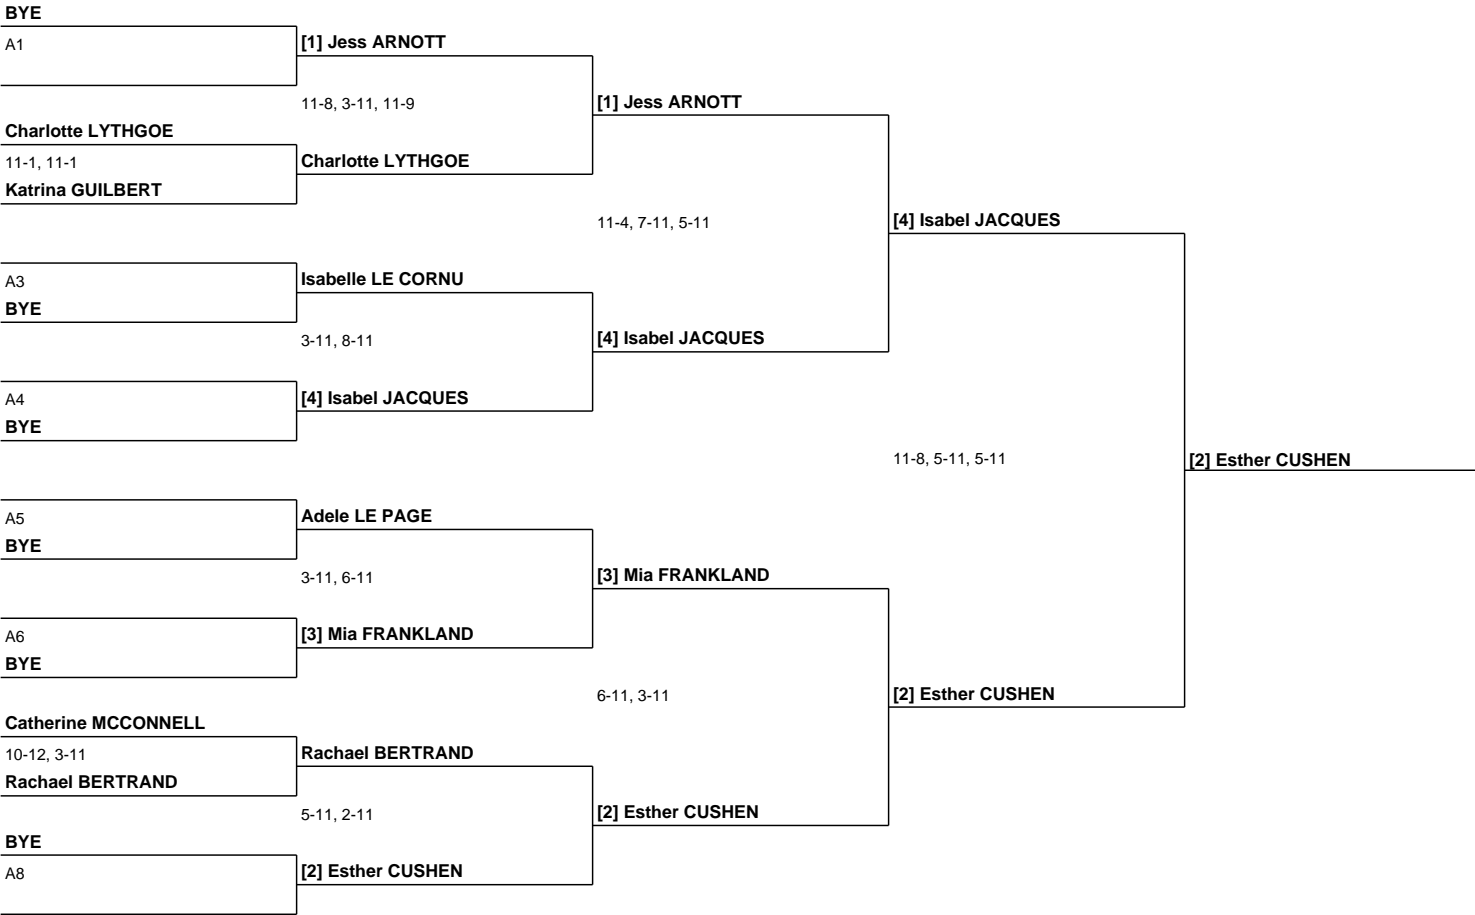 BYE
A1
[1] Jess ARNOTT
11-8, 3-11, 11-9
[1] Jess ARNOTT
Charlotte LYTHGOE
11-1, 11-1
Charlotte LYTHGOE
Katrina GUILBERT
11-4, 7-11, 5-11
[4] Isabel JACQUES
A3
Isabelle LE CORNU
BYE
3-11, 8-11
[4] Isabel JACQUES
A4
[4] Isabel JACQUES
BYE
11-8, 5-11, 5-11
[2] Esther CUSHEN
A5
Adele LE PAGE
BYE
3-11, 6-11
[3] Mia FRANKLAND
A6
[3] Mia FRANKLAND
BYE
6-11, 3-11
[2] Esther CUSHEN
Catherine MCCONNELL
10-12, 3-11
Rachael BERTRAND
Rachael BERTRAND
5-11, 2-11
[2] Esther CUSHEN
BYE
A8
[2] Esther CUSHEN